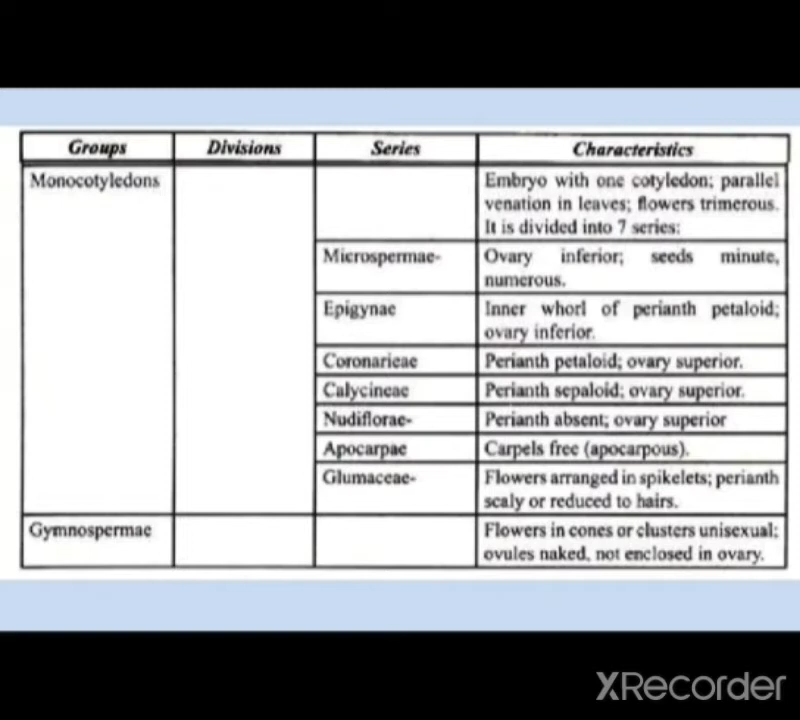 Groups Divisions Series Characteristics
Monocotyledons
Embryo with one cotyledon; parallel
venation in leaves; flowers trimerous.
It is divided into 7 series:
Microspermae-
Ovary inferior; seeds minute,
numerous.
Epigynae
Inner whorl of perianth petaloid;
ovary inferior.
Coronarieae
Perianth petaloid; ovary superior.
Calycineae
Perianth sepaloid; ovary superior.
Nudiflorae-
Perianth absent; ovary superior
Apocarpae
Carpels free (apocarpous).
Glumaceae-
Flowers arranged in spikelets; perianth
scaly or reduced to hairs.
Gymnospermae
Flowers in cones or clusters unisexual;
ovules naked, not enclosed in ovary.
XRecorder